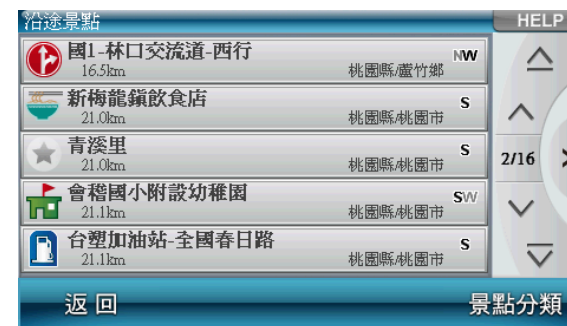 沿途景點
HELP
國1-林口交流道-西行
16.5km
桃園縣/蘆竹鄉
NW
新梅龍鎮飲食店
21.0km
桃園縣/桃園市
S
青溪里
21.0km
桃園縣/桃園市
S
2/16
會稽國小附設幼稚園
21.1km
桃園縣/桃園市
SW
台塑加油站-全國春日路
21.1km
桃園縣/桃園市
S
返回
景點分類